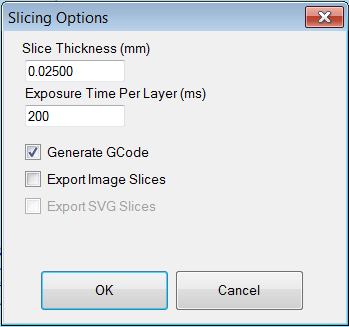 Slicing Options
Slice Thickness (mm)
0.02500
Exposure Time Per Layer (ms)
200
Generate GCode
Export Image Slices
Export SVG Slices
OK
Cancel